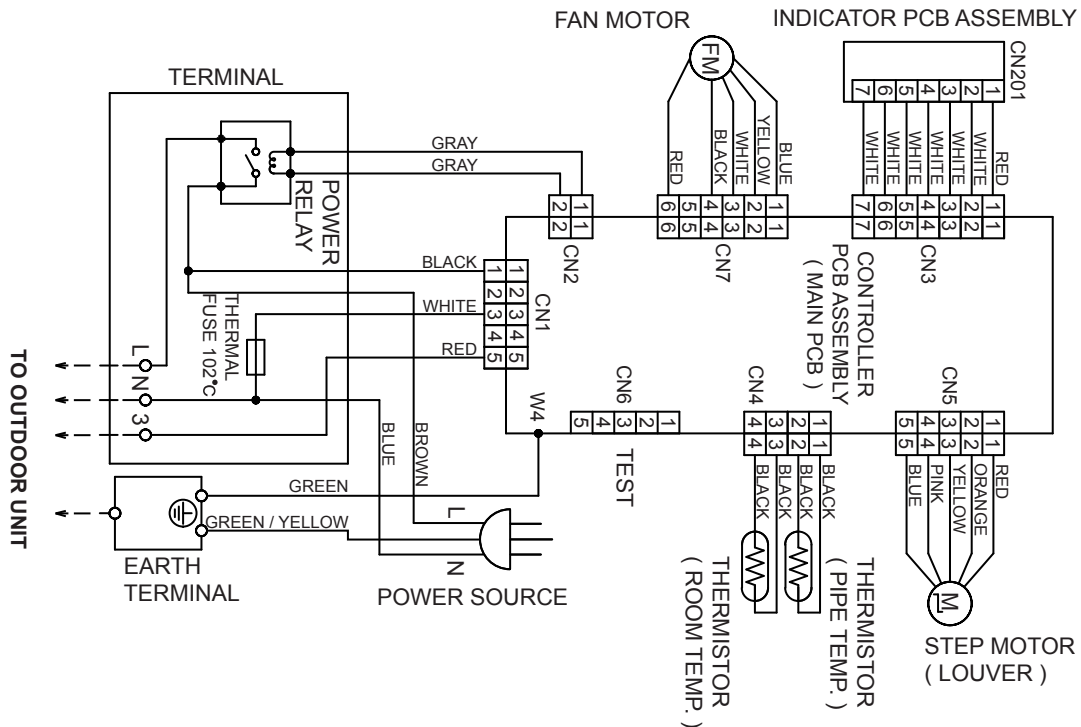 FAN MOTOR
INDICATOR PCB ASSEMBLY
TERMINAL
FM
CN201
7 6 5 4 3 2 1
GRAY
GRAY
RED
BLACK
WHITE
YELLOW
BLUE
WHITE
WHITE
WHITE
WHITE
WHITE
WHITE
RED
POWER
RELAY
2 1
2 1
CN2
6 5 4 3 2 1
6 5 4 3 2 1
CN7
7 6 5 4 3 2 1
7 6 5 4 3 2 1
CN3
CONTROLLER
PCB ASSEMBLY
( MAIN PCB )
BLACK
WHITE
RED
1 1
2 2
3 3
4 4
5 5
CN1
THERMAL
FUSE 102°C
TO OUTDOOR UNIT
L
N
3
BLUE
BROWN
W4
CN6
5 4 3 2 1
TEST
CN4
4 3 2 1
4 3 2 1
BLACK
BLACK
BLACK
BLACK
CN5
5 4 3 2 1
5 4 3 2 1
BLUE
PINK
YELLOW
ORANGE
RED
GREEN
GREEN / YELLOW
L
N
EARTH
TERMINAL
POWER SOURCE
THERMISTOR
( ROOM TEMP. )
THERMISTOR
( PIPE TEMP. )
M
STEP MOTOR
( LOUVER )